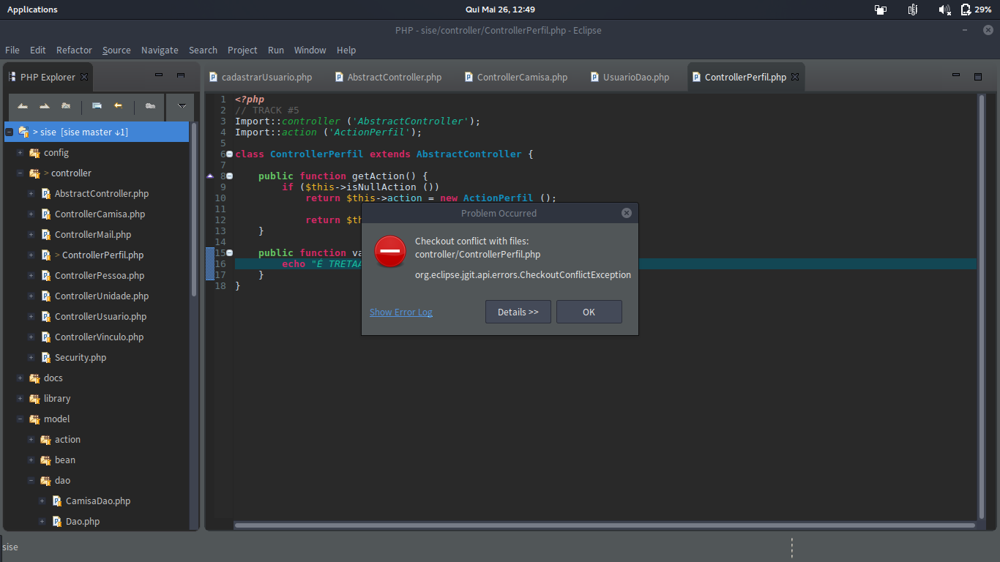 Applications
Qui Mai 26, 12:49
29%
PHP - sise/controller/ControllerPerfil.php - Eclipse
File Edit Refactor Source Navigate Search Project Run Window Help
PHP Explorer
cadastrarUsuario.php
AbstractController.php
ControllerCamisa.php
UsuarioDao.php
ControllerPerfil.php
> sise [sise master ↓1]
config
> controller
AbstractController.php
ControllerCamisa.php
ControllerMail.php
> ControllerPerfil.php
ControllerPessoa.php
ControllerUnidade.php
ControllerUsuario.php
ControllerVinculo.php
Security.php
docs
library
model
action
bean
dao
CamisaDao.php
Dao.php
1 <?php
2 // TRACK #5
3 Import::controller ('AbstractController');
4 Import::action ('ActionPerfil');
5
6 class ControllerPerfil extends AbstractController {
7
8 public function getAction() {
9 if ($this->isNullAction ())
10 return $this->action = new ActionPerfil ();
11
12 return $th
13 }
14
15 public function va
16 echo "É TRETAA
17 }
18 }
Problem Occurred
Checkout conflict with files:
controller/ControllerPerfil.php
org.eclipse.jgit.api.errors.CheckoutConflictException
Show Error Log
Details >>
OK
sise